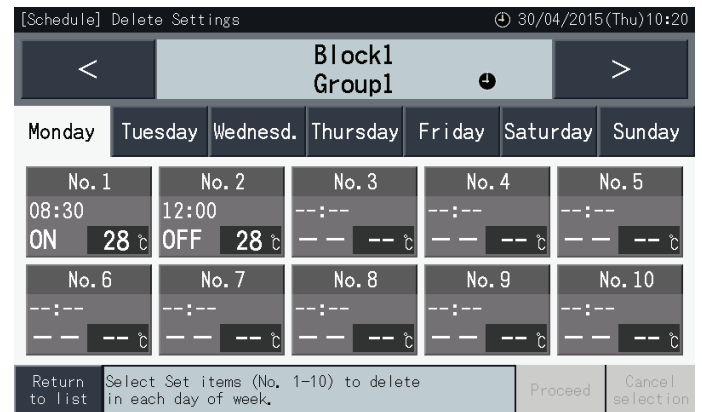 [Schedule] Delete Settings 30/04/2015(Thu)10:20
< Block1 >
Group1
Monday Tuesday Wednesd. Thursday Friday Saturday Sunday
No.1 No.2 No.3 No.4 No.5
08:30 12:00 --:-- --:-- --:--
ON 28℃ OFF 28℃ -- --℃ -- --℃ -- --℃
No.6 No.7 No.8 No.9 No.10
--:-- --:-- --:-- --:-- --:--
-- --℃ -- --℃ -- --℃ -- --℃ -- --℃
Return Select Set items (No. 1-10) to delete Proceed Cancel
to list in each day of week. selection